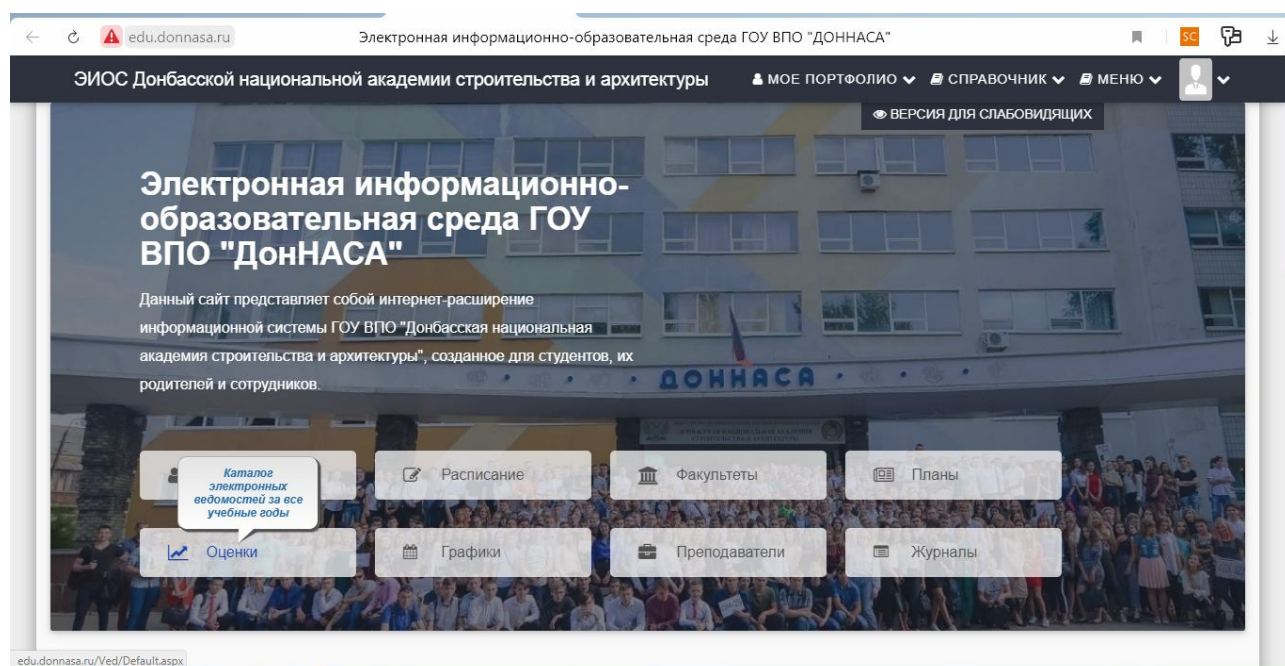 edu.donnasa.ru
Электронная информационно-образовательная среда ГОУ ВПО "ДОННАСА"
SC
ЭИОС Донбасской национальной академии строительства и архитектуры
МОЕ ПОРТФОЛИО
СПРАВОЧНИК
МЕНЮ
ВЕРСИЯ ДЛЯ СЛАБОВИДЯЩИХ
Электронная информационно-
образовательная среда ГОУ
ВПО "ДонНАСА"
Данный сайт представляет собой интернет-расширение
информационной системы ГОУ ВПО "Донбасская национальная
академия строительства и архитектуры", созданное для студентов, их
родителей и сотрудников.
ДОННАСА
Каталог
электронных
ведомостей за все
учебные годы
Расписание
Факультеты
Планы
Оценки
Графики
Преподаватели
Журналы
edu.donnasa.ru/Ved/Default.aspx